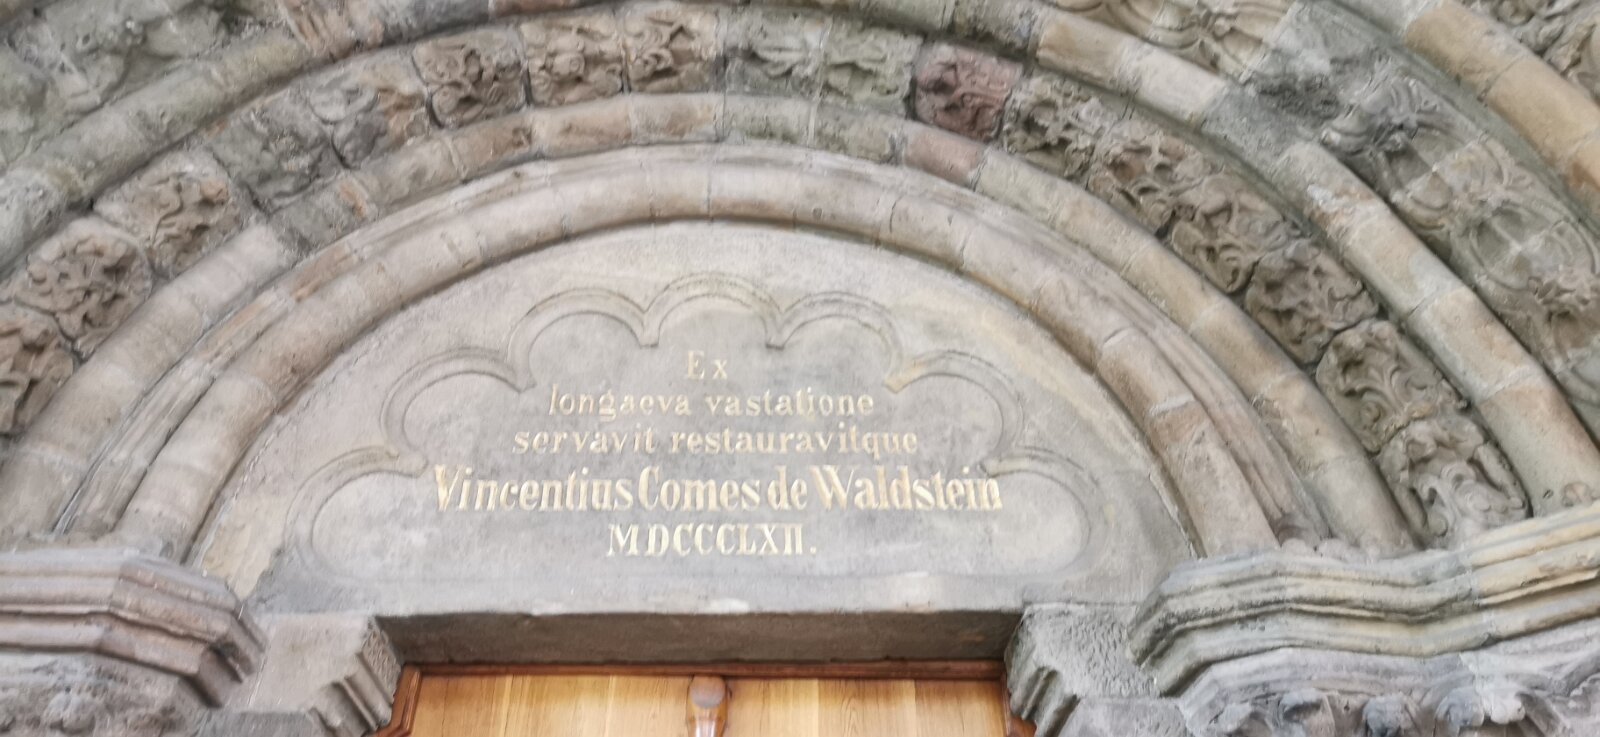 Ex
longaeva vastatione
servavit restauravitque
Vincentius Comes de Waldstein
MDCCCLXII.